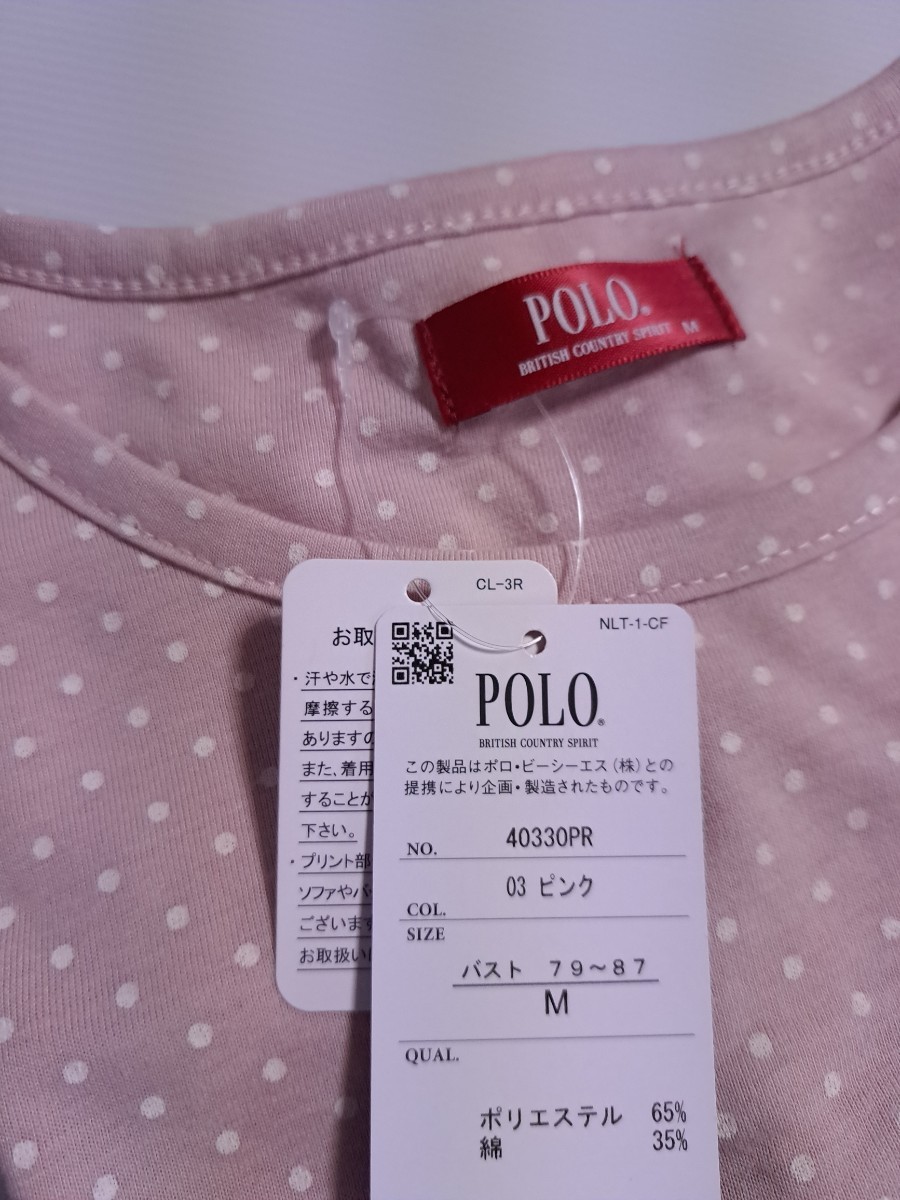 POLO.
BRITISH COUNTRY SPIRIT M
CL-3R
お取
・汗や水で
摩擦する
ありますの
また、着用
することが
下さい。
・プリント部
ソファやバ
ございます
お取扱い
NLT-1-CF
POLO®
BRITISH COUNTRY SPIRIT
この製品はポロ・ビーシーエス（株）との
提携により企画・製造されたものです。
NO. 40330PR
COL. 03 ピンク
SIZE
バスト 79～87
M
QUAL.
ポリエステル 65%
綿 35%